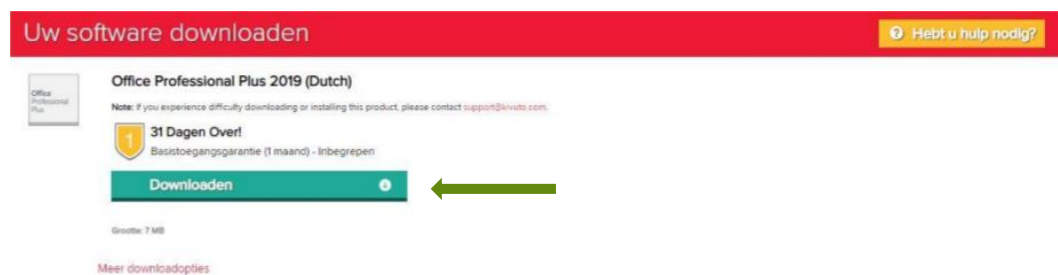 Uw software downloaden
Hebt u hulp nodig?
Office
Professional
Plus
Office Professional Plus 2019 (Dutch)
Note: If you experience difficulty downloading or installing this product, please contact support@kivuto.com.
1
31 Dagen Over!
Basistoegangsgarantie (1 maand) - Inbegrepen
Downloaden
Grootte: 7 MB
Meer downloadopties